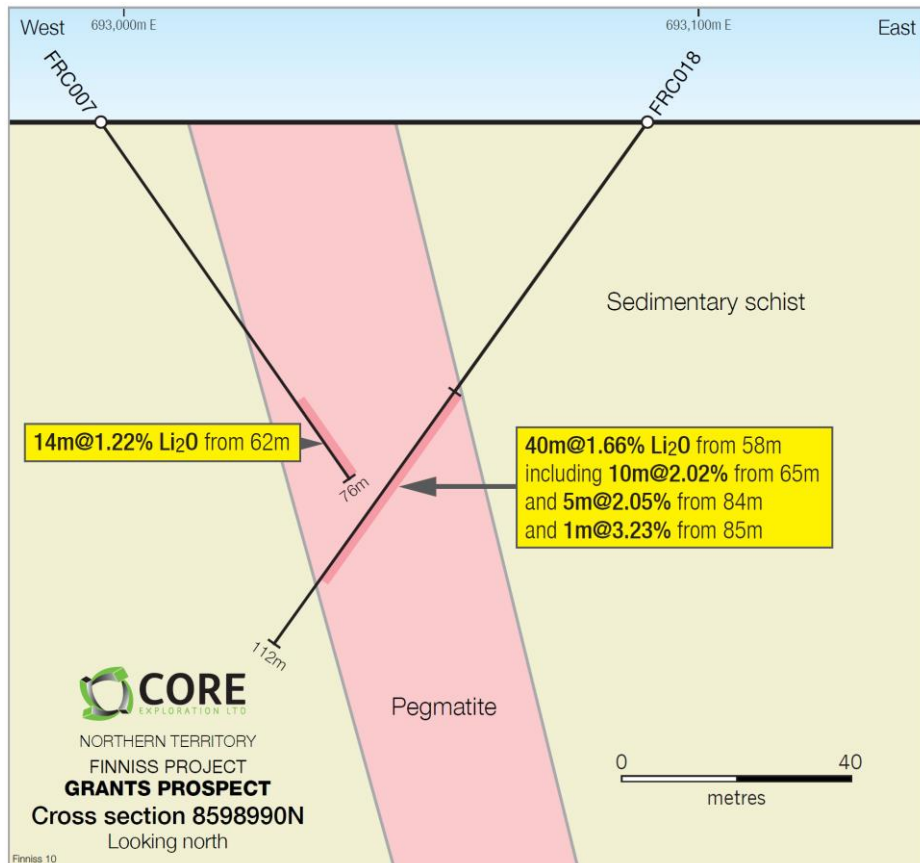 West
693,000m E
693,100m E
East
FRC007
FRC018
Sedimentary schist
14m@1.22% Li₂O from 62m
40m@1.66% Li₂O from 58m
including 10m@2.02% from 65m
and 5m@2.05% from 84m
and 1m@3.23% from 85m
76m
112m
CORE
EXPLORATION LTD
Pegmatite
NORTHERN TERRITORY
FINNISS PROJECT
GRANTS PROSPECT
Cross section 8598990N
Looking north
0 40
metres
Finniss 10